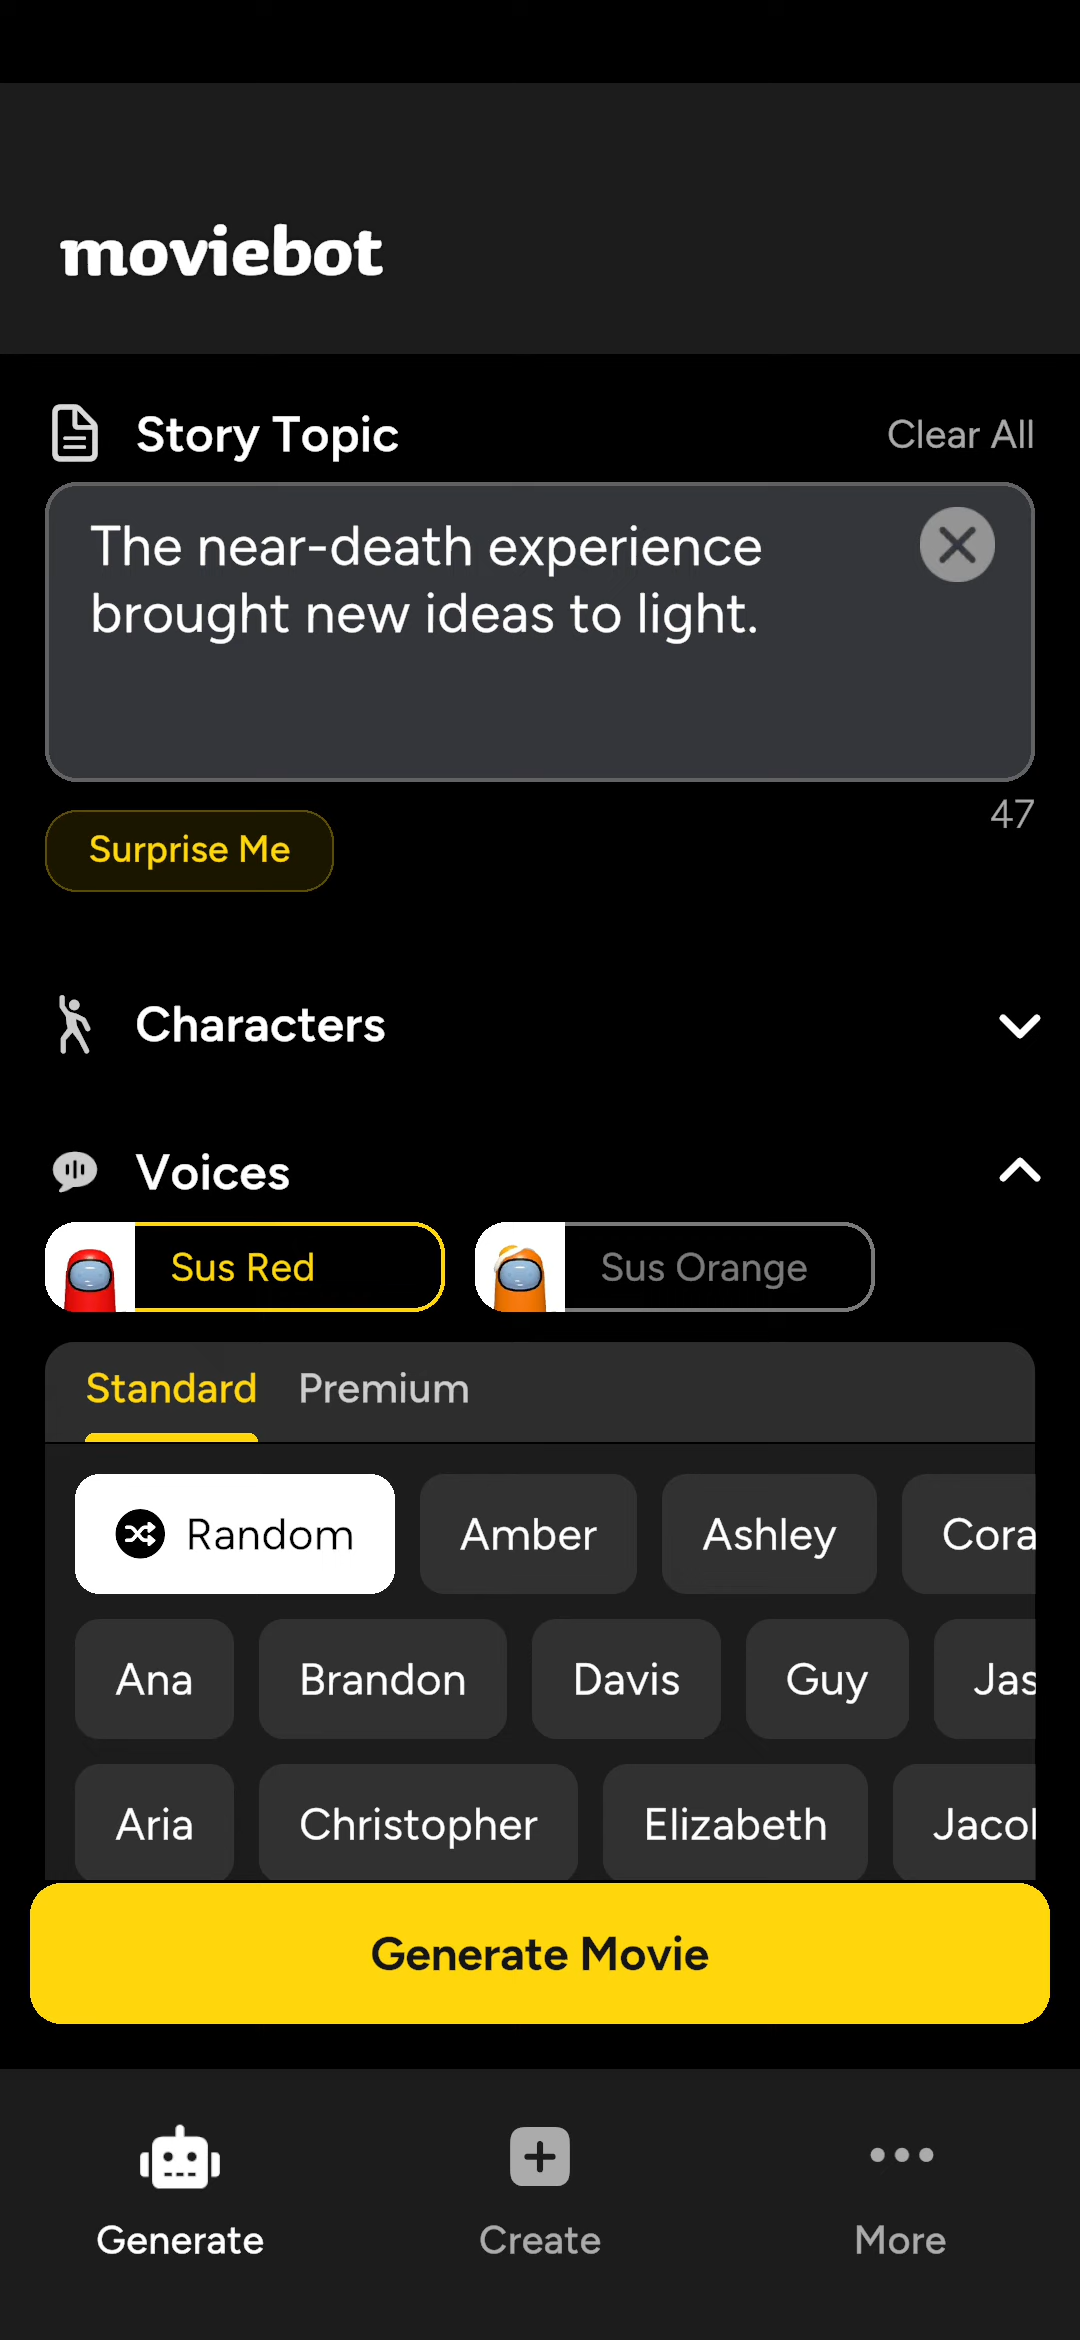 moviebot
Story Topic
Clear All
The near-death experience
brought new ideas to light.
47
Surprise Me
Characters
Voices
Sus Red
Sus Orange
Standard
Premium
Random
Amber
Ashley
Cora
Ana
Brandon
Davis
Guy
Jas
Aria
Christopher
Elizabeth
Generate Movie
Generate
Create
More